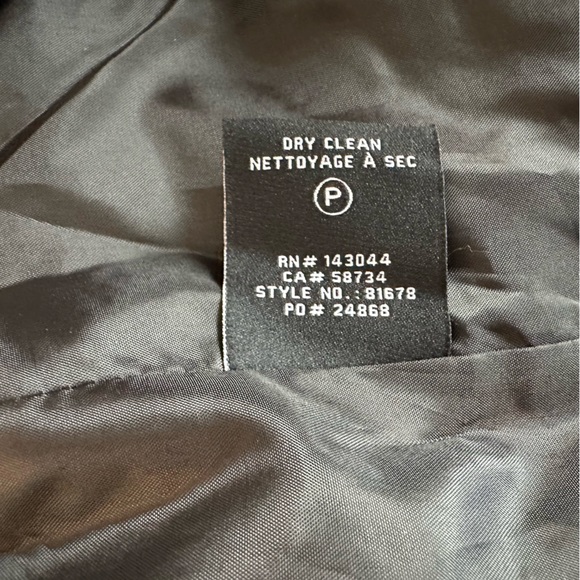 DRY CLEAN
NETTOYAGE À SEC
P
RN# 143044
CA# 58734
STYLE NO.: 81678
PO# 24868